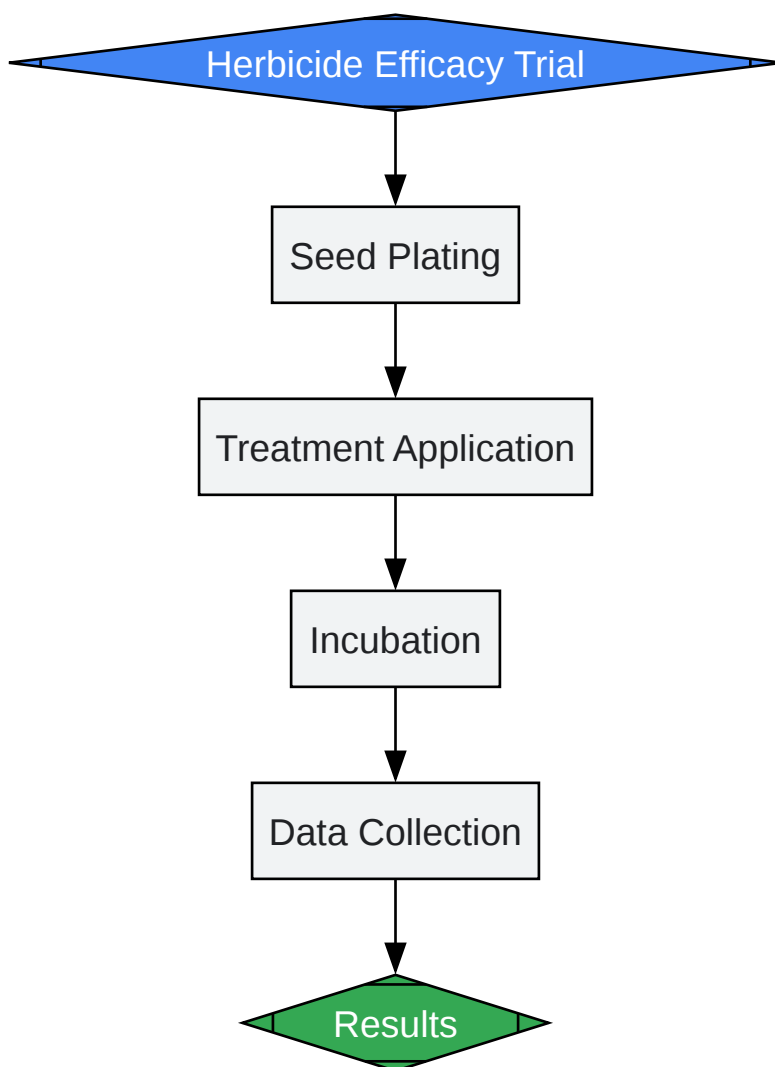 Herbicide Efficacy Trial
Seed Plating
Treatment Application
Incubation
Data Collection
Results